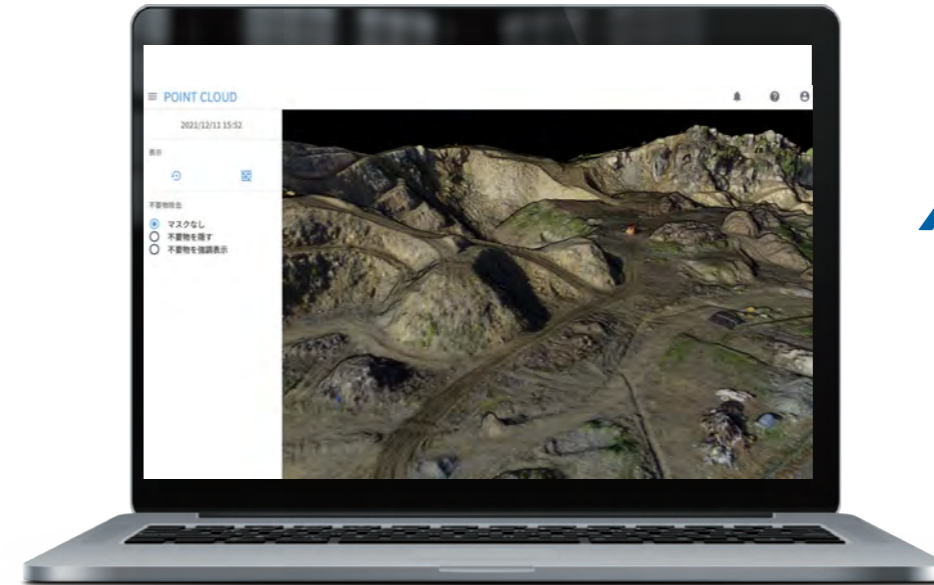 POINT CLOUD
2021/12/11 15:52
表示
不要物除去
マスクなし
不要物を隠す
不要物を強調表示